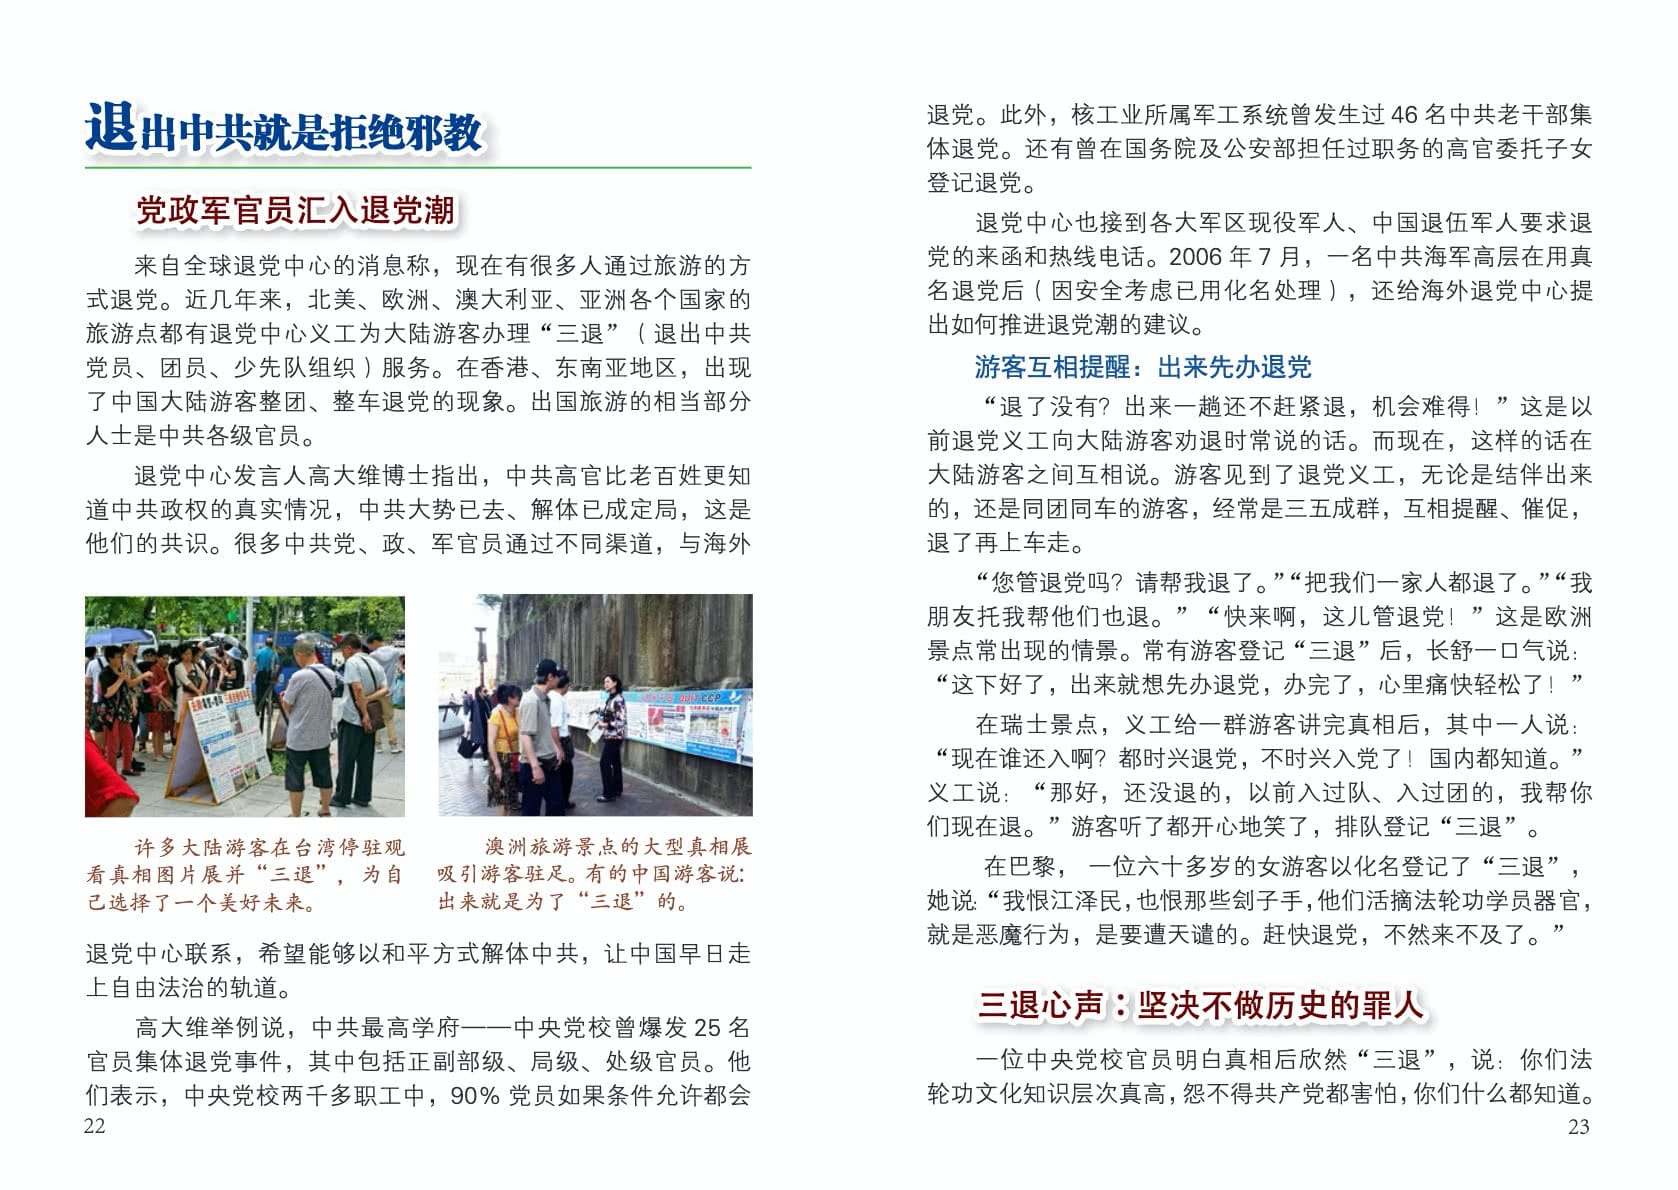 退出中共就是拒绝邪教
党政军官员汇入退党潮
来自全球退党中心的消息称，现在有很多人通过旅游的方
式退党。近几年来，北美、欧洲、澳大利亚、亚洲各个国家的
旅游点都有退党中心义工为大陆游客办理“三退”（退出中共
党员、团员、少先队组织）服务。在香港、东南亚地区，出现
了中国大陆游客整团、整车退党的现象。出国旅游的相当部分
人士是中共各级官员。
退党中心发言人高大维博士指出，中共高官比老百姓更知
道中共政权的真实情况，中共大势已去、解体已成定局，这是
他们的共识。很多中共党、政、军官员通过不同渠道，与海外
许多大陆游客在台湾停驻观
看真相图片展并“三退”，为自
己选择了一个美好未来。
澳洲旅游景点的大型真相展
吸引游客驻足。有的中国游客说：
出来就是为了“三退”的。
退党中心联系，希望能够以和平方式解体中共，让中国早日走
上自由法治的轨道。
高大维举例说，中共最高学府——中央党校曾爆发 25 名
官员集体退党事件，其中包括正副部级、局级、处级官员。他
们表示，中央党校两千多职工中，90% 党员如果条件允许都会
22
退党。此外，核工业所属军工系统曾发生过 46 名中共老干部集
体退党。还有曾在国务院及公安部担任过职务的高官委托子女
登记退党。
退党中心也接到各大军区现役军人、中国退伍军人要求退
党的来函和热线电话。2006 年 7 月，一名中共海军高层在用真
名退党后（因安全考虑已用化名处理），还给海外退党中心提
出如何推进退党潮的建议。
游客互相提醒：出来先办退党
“退了没有？出来一趟还不赶紧退，机会难得！”这是以
前退党义工向大陆游客劝退时常说的话。而现在，这样的话在
大陆游客之间互相说。游客见到了退党义工，无论是结伴出来
的，还是同团同车的游客，经常是三五成群，互相提醒、催促，
退了再上车走。
“您管退党吗？请帮我退了。”“把我们一家人都退了。”“我
朋友托我帮他们也退。”“快来啊，这儿管退党！”这是欧洲
景点常出现的情景。常有游客登记“三退”后，长舒一口气说：
“这下好了，出来就想先办退党，办完了，心里痛快轻松了！”
在瑞士景点，义工给一群游客讲完真相后，其中一人说：
“现在谁还入啊？都时兴退党，不时兴入党了！国内都知道。”
义工说：“那好，还没退的，以前入过队、入过团的，我帮你
们现在退。”游客听了都开心地笑了，排队登记“三退”。
在巴黎，一位六十多岁的女游客以化名登记了“三退”，
她说：“我恨江泽民，也恨那些刽子手，他们活摘法轮功学员器官，
就是恶魔行为，是要遭天谴的。赶快退党，不然来不及了。”
三退心声：坚决不做历史的罪人
一位中央党校官员明白真相后欣然“三退”，说：你们法
轮功文化知识层次真高，怨不得共产党都害怕，你们什么都知道。
23